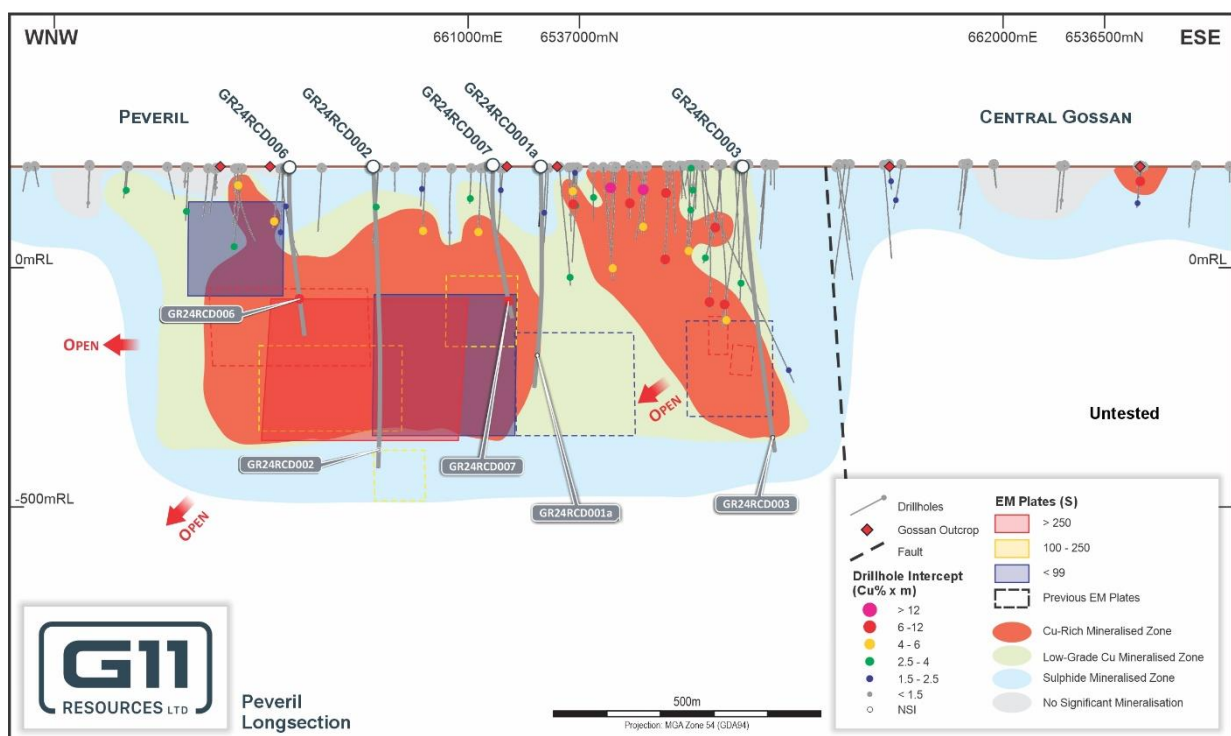 WNW
661000mE
6537000mN
662000mE
6536500mN
ESE
PEVERIL
GR24RCD006
GR24RCD002
GR24RCD007
GR24RCD001a
GR24RCD003
CENTRAL GOSSAN
0mRL
0mRL
GR24RCD006
OPEN
OPEN
Untested
GR24RCD002
GR24RCD007
GR24RCD001a
GR24RCD003
-500mRL
OPEN
Drillholes
Gossan Outcrop
Fault
Drillhole Intercept
(Cu% x m)
> 12
6 -12
4 - 6
2.5 - 4
1.5 - 2.5
< 1.5
NSI
EM Plates (S)
> 250
100 - 250
< 99
Previous EM Plates
Cu-Rich Mineralised Zone
Low-Grade Cu Mineralised Zone
Sulphide Mineralised Zone
No Significant Mineralisation
G11
RESOURCES LTD
Peveril
Longsection
500m
Projection: MGA Zone 54 (GDA94)